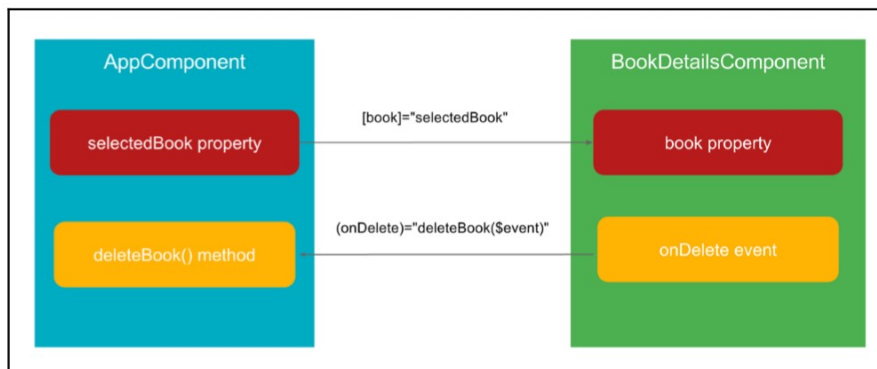 AppComponent
BookDetailsComponent
[book]="selectedBook"
selectedBook property
book property
(onDelete)="deleteBook($event)"
deleteBook() method
onDelete event